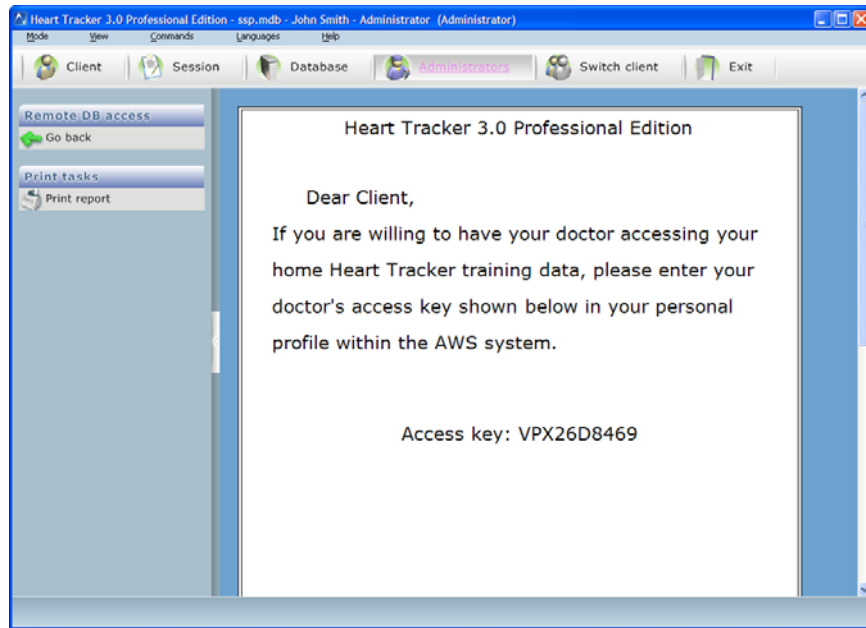 Heart Tracker 3.0 Professional Edition - ssp.mdb - John Smith - Administrator (Administrator)
Mode View Commands Languages Help
Client Session Database Administrators Switch client Exit
Remote DB access
Go back
Print tasks
Print report
Heart Tracker 3.0 Professional Edition
Dear Client,
If you are willing to have your doctor accessing your
home Heart Tracker training data, please enter your
doctor's access key shown below in your personal
profile within the AWS system.
Access key: VPX26D8469